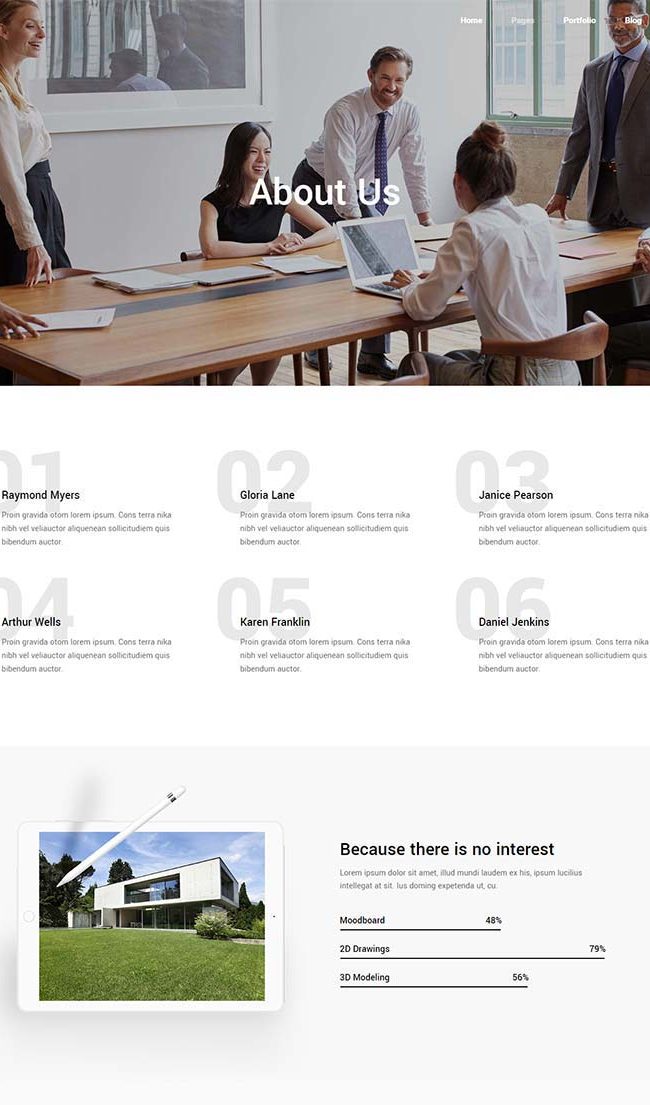 Home Pages Portfolio Blog
About Us
01 02 03
Raymond Myers Gloria Lane Janice Pearson
Proin gravida otom lorem ipsum. Cons terra nika Proin gravida otom lorem ipsum. Cons terra nika Proin gravida otom lorem ipsum. Cons terra nika
nibh vel veliauctor aliquenean sollicitudiem quis nibh vel veliauctor aliquenean sollicitudiem quis nibh vel veliauctor aliquenean sollicitudiem quis
bibendum auctor. bibendum auctor. bibendum auctor.
04 05 06
Arthur Wells Karen Franklin Daniel Jenkins
Proin gravida otom lorem ipsum. Cons terra nika Proin gravida otom lorem ipsum. Cons terra nika Proin gravida otom lorem ipsum. Cons terra nika
nibh vel veliauctor aliquenean sollicitudiem quis nibh vel veliauctor aliquenean sollicitudiem quis nibh vel veliauctor aliquenean sollicitudiem quis
bibendum auctor. bibendum auctor. bibendum auctor.
Because there is no interest
Lorem ipsum dolor sit amet, illud mundi laudem ex his, ipsum lucilius
intellegat at sit. Ius doming expetenda ut, cu.
Moodboard 48%
2D Drawings 79%
3D Modeling 56%